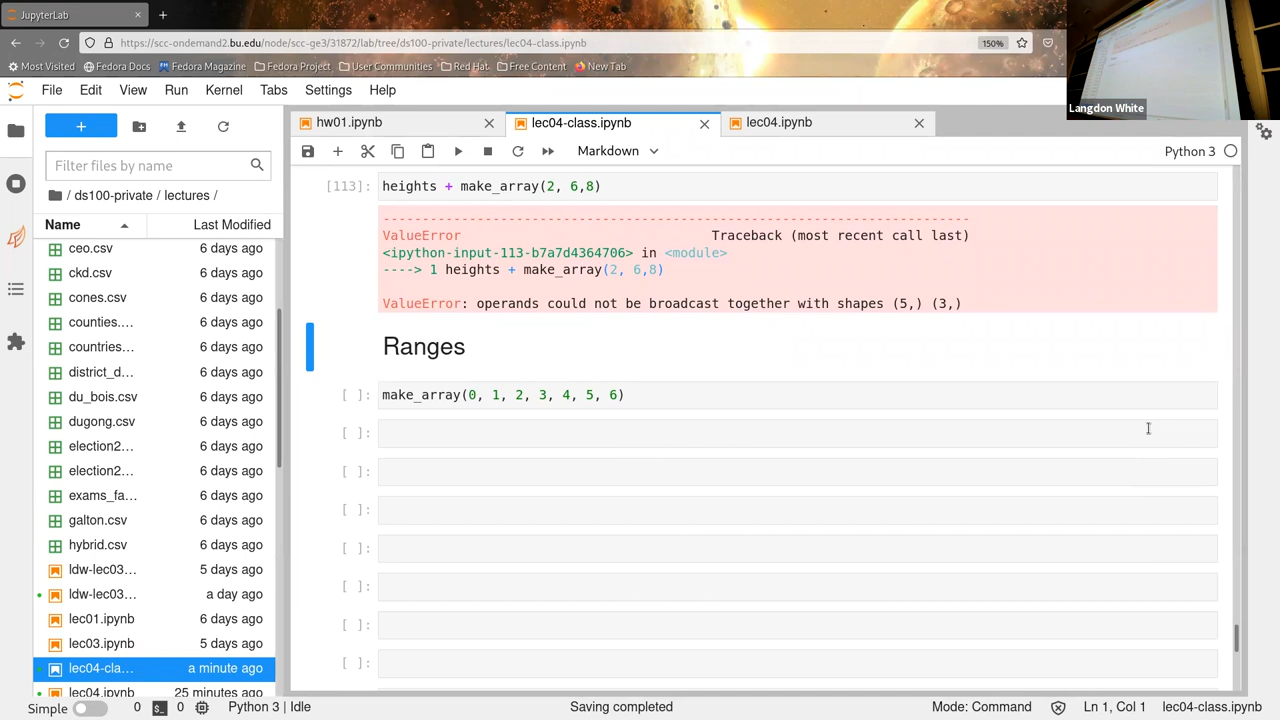 JupyterLab
https://scc-ondemand2.bu.edu/node/scc-ge3/31872/lab/tree/ds100-private/lectures/lec04-class.ipynb
150%
Most Visited Fedora Docs Fedora Magazine Fedora Project User Communities Red Hat Free Content New Tab
Langdon White
File Edit View Run Kernel Tabs Settings Help
hw01.ipynb lec04-class.ipynb lec04.ipynb
Markdown Python 3
Filter files by name
/ ds100-private / lectures /
Name Last Modified
ceo.csv 6 days ago
ckd.csv 6 days ago
cones.csv 6 days ago
counties.... 6 days ago
countries... 6 days ago
district_d... 6 days ago
du_bois.csv 6 days ago
dugong.csv 6 days ago
election2... 6 days ago
election2... 6 days ago
exams_fa... 6 days ago
galton.csv 6 days ago
hybrid.csv 6 days ago
ldw-lec03... 5 days ago
ldw-lec03... a day ago
lec01.ipynb 6 days ago
lec03.ipynb 5 days ago
lec04-cla... a minute ago
lec04.ipynb 25 minutes ago
[113]: heights + make_array(2, 6,8)
---------------------------------------------------------------------------
ValueError Traceback (most recent call last)
<ipython-input-113-b7a7d4364706> in <module>
----> 1 heights + make_array(2, 6,8)
ValueError: operands could not be broadcast together with shapes (5,) (3,)
Ranges
[ ]: make_array(0, 1, 2, 3, 4, 5, 6)
[ ]:
[ ]:
[ ]:
[ ]:
[ ]:
[ ]:
[ ]:
Simple 0 $_ 0 Python 3 | Idle Saving completed Mode: Command Ln 1, Col 1 lec04-class.ipynb